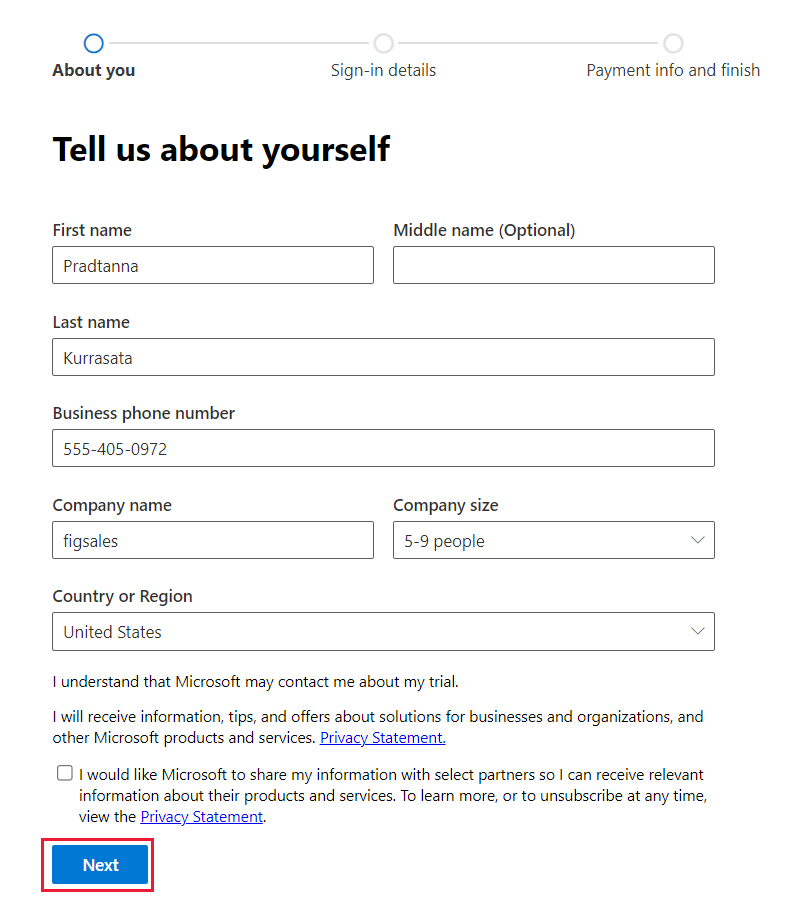 About you
Sign-in details
Payment info and finish
Tell us about yourself
First name
Middle name (Optional)
Pradtanna
Last name
Kurrasata
Business phone number
555-405-0972
Company name
Company size
figsales
5-9 people
Country or Region
United States
I understand that Microsoft may contact me about my trial.
I will receive information, tips, and offers about solutions for businesses and organizations, and
other Microsoft products and services. Privacy Statement.
I would like Microsoft to share my information with select partners so I can receive relevant
information about their products and services. To learn more, or to unsubscribe at any time,
view the Privacy Statement.
Next